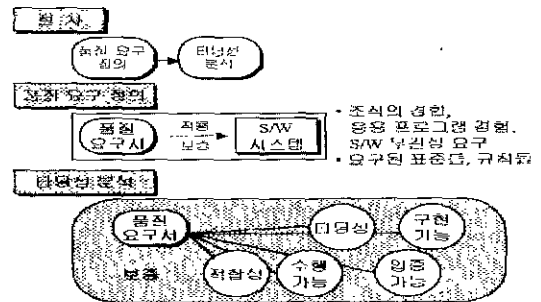 절 차
품질 요구
정의
타당성
분석
품질 요구 정의
품질
요구서
적용
보증
S/W
시스템
• 조직의 경험,
응용 프로그램 경험,
S/W 무결성 요구
• 요구된 표준들, 규칙들
타당성 분석
품질
요구서
타당성
구현
가능
보증
적합성
수행
가능
입증
가능